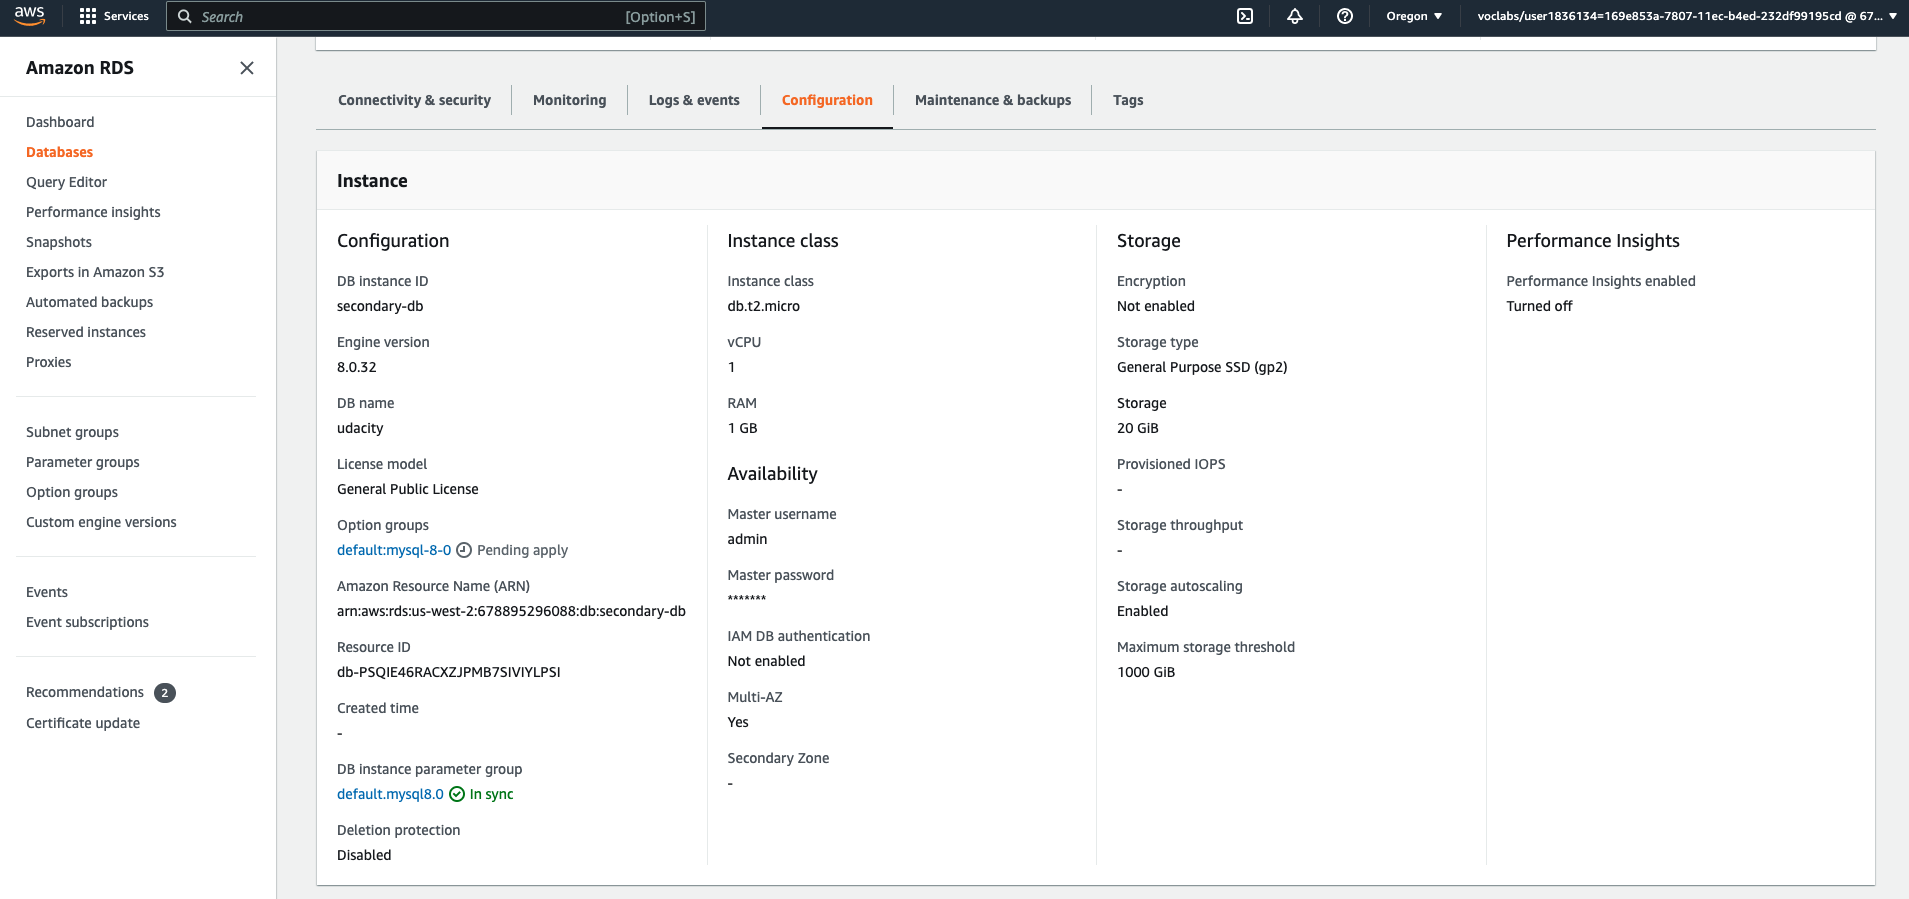 aws
Services
Search
[Option+S]
Oregon
voclabs/user1836134=169e853a-7807-11ec-b4ed-232df99195cd @ 67...
Amazon RDS
Dashboard
Databases
Query Editor
Performance insights
Snapshots
Exports in Amazon S3
Automated backups
Reserved instances
Proxies
Subnet groups
Parameter groups
Option groups
Custom engine versions
Events
Event subscriptions
Recommendations 2
Certificate update
Connectivity & security
Monitoring
Logs & events
Configuration
Maintenance & backups
Tags
Instance
Configuration
DB instance ID
secondary-db
Engine version
8.0.32
DB name
udacity
License model
General Public License
Option groups
default:mysql-8-0 Pending apply
Amazon Resource Name (ARN)
arn:aws:rds:us-west-2:678895296088:db:secondary-db
Resource ID
db-PSQIE46RACXZJPMB7SIVIYLPSI
Created time
-
DB instance parameter group
default.mysql8.0 In sync
Deletion protection
Disabled
Instance class
Instance class
db.t2.micro
vCPU
1
RAM
1 GB
Availability
Master username
admin
Master password
*******
IAM DB authentication
Not enabled
Multi-AZ
Yes
Secondary Zone
-
Storage
Encryption
Not enabled
Storage type
General Purpose SSD (gp2)
Storage
20 GiB
Provisioned IOPS
-
Storage throughput
-
Storage autoscaling
Enabled
Maximum storage threshold
1000 GiB
Performance Insights
Performance Insights enabled
Turned off